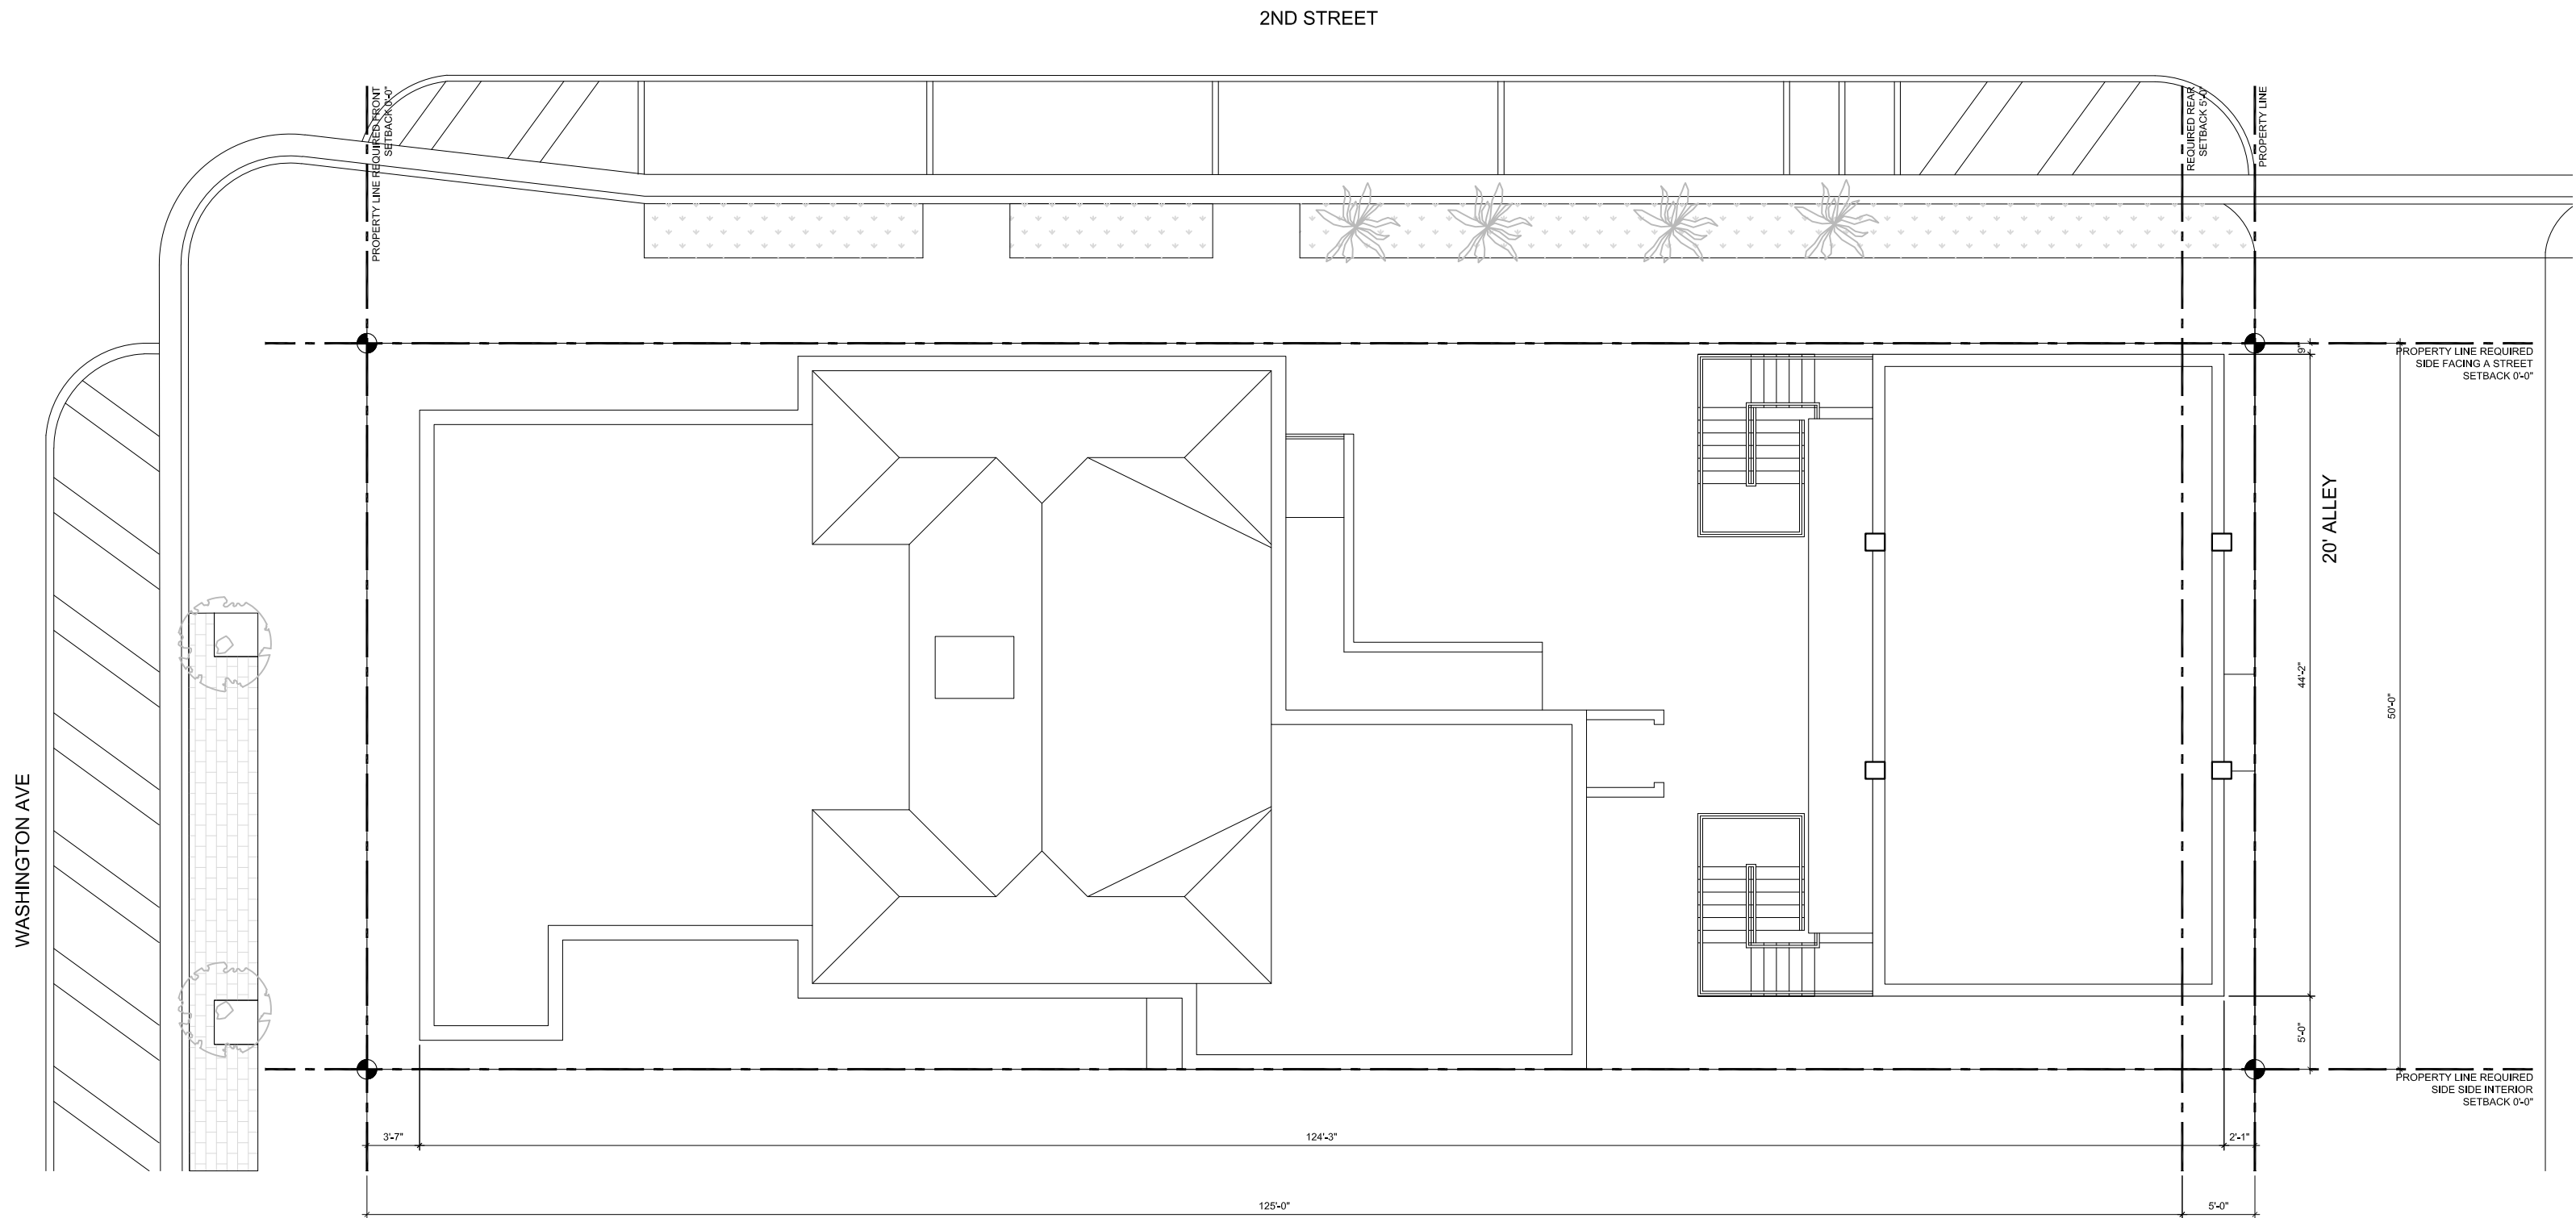 2ND STREET
PROPERTY LINE REQUIRED FRONT
SETBACK 0'-0"
REQUIRED REAR
SETBACK 5'-0"
PROPERTY LINE
9"
PROPERTY LINE REQUIRED
SIDE FACING A STREET
SETBACK 0'-0"
20' ALLEY
44'-2"
50'-0"
WASHINGTON AVE
5'-0"
PROPERTY LINE REQUIRED
SIDE SIDE INTERIOR
SETBACK 0'-0"
3'-7"
124'-3"
2'-1"
125'-0"
5'-0"